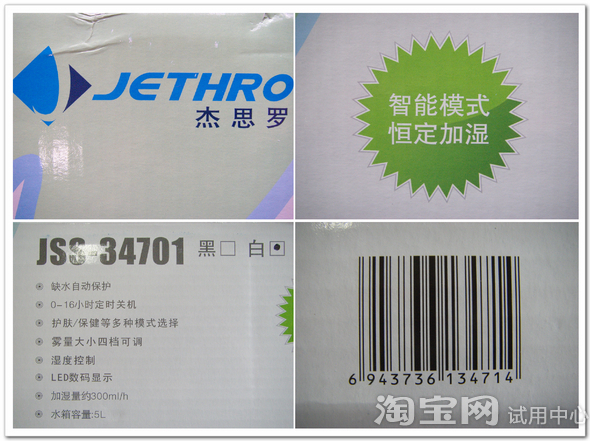 JETHRO
杰思罗
智能模式
恒定加湿
JSC-34701 黑□ 白■
缺水自动保护
0-16小时定时关机
护肤/保健等多种模式选择
雾量大小四档可调
湿度控制
LED数码显示
加湿量约300ml/h
水箱容量:5L
6 943736 134714
淘宝网 试用中心